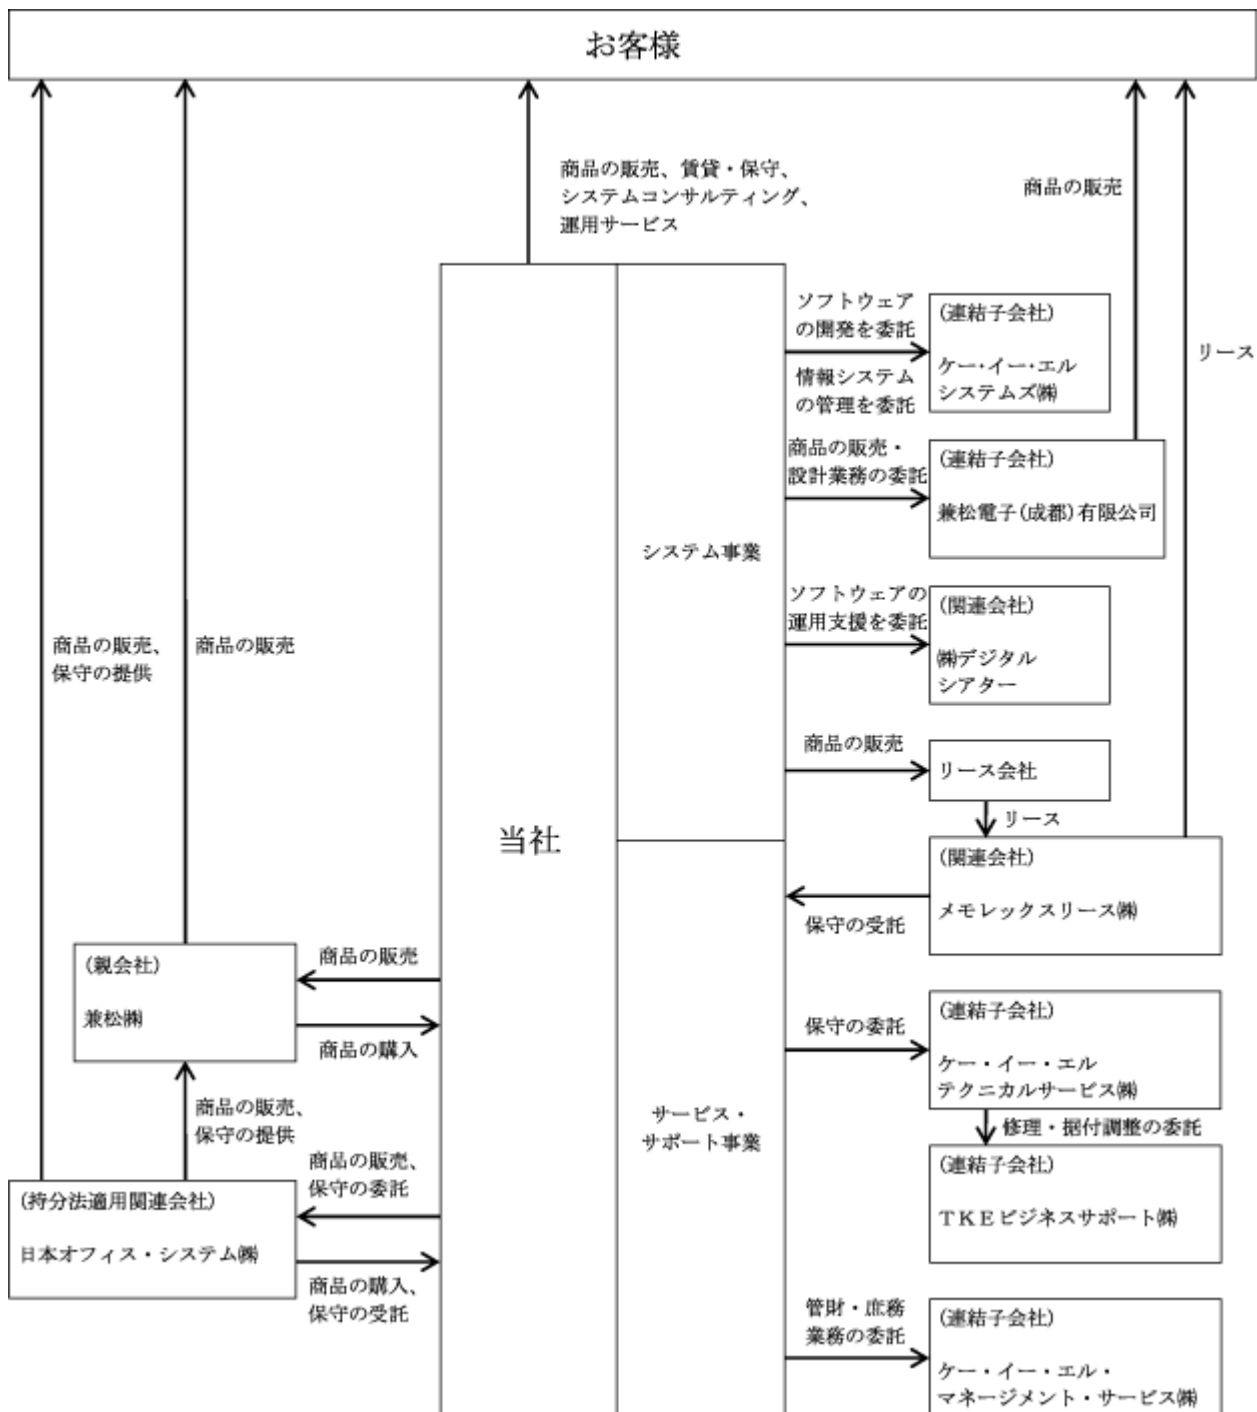 お客様
商品の販売、賃貸・保守、
システムコンサルティング、
運用サービス
商品の販売
リース
商品の販売、
保守の提供
商品の販売
当社
システム事業
サービス・
サポート事業
ソフトウェア
の開発を委託
情報システム
の管理を委託
(連結子会社)
ケー・イー・エル
システムズ㈱
商品の販売・
設計業務の委託
(連結子会社)
兼松電子(成都)有限公司
ソフトウェアの
運用支援を委託
(関連会社)
㈱デジタル
シアター
商品の販売
リース会社
リース
(関連会社)
メモレックスリース㈱
保守の受託
(親会社)
兼松㈱
商品の販売
商品の購入
商品の販売、
保守の提供
(持分法適用関連会社)
日本オフィス・システム㈱
商品の販売、
保守の委託
商品の購入、
保守の受託
保守の委託
(連結子会社)
ケー・イー・エル
テクニカルサービス㈱
修理・据付調整の委託
(連結子会社)
ＴＫＥビジネスサポート㈱
管財・庶務
業務の委託
(連結子会社)
ケー・イー・エル・
マネージメント・サービス㈱